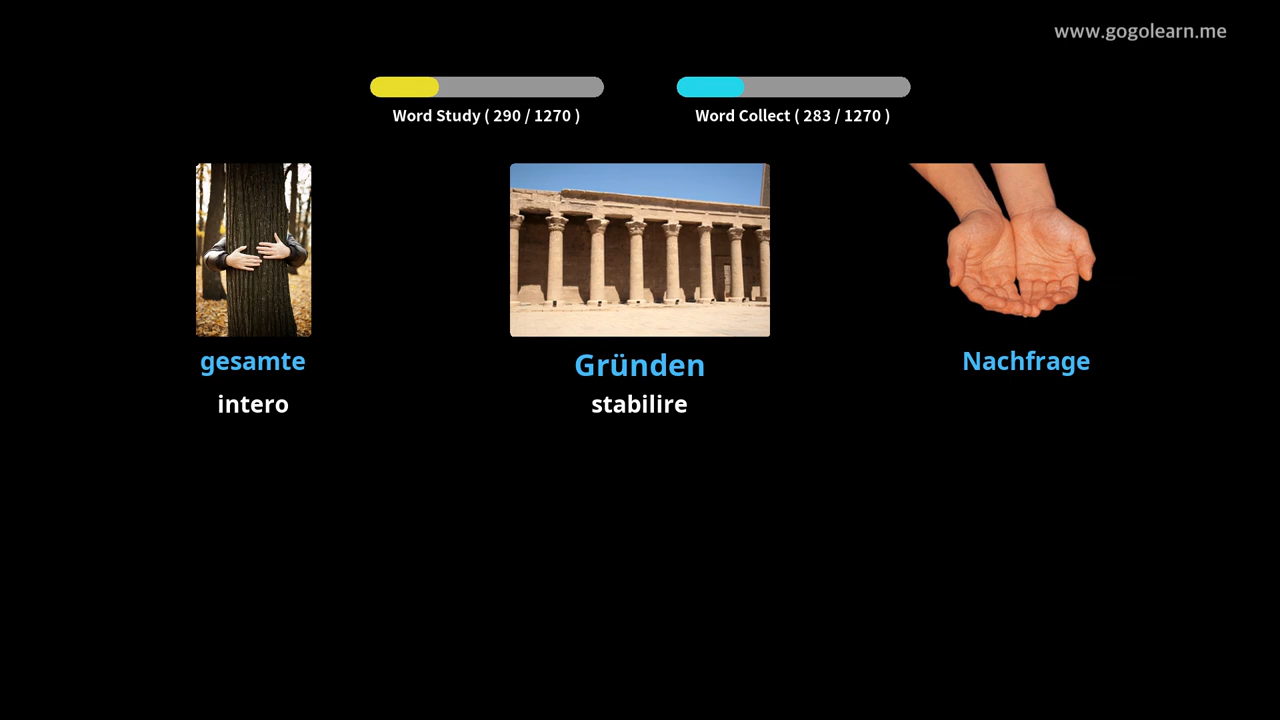 www.gogolearn.me
Word Study ( 290 / 1270 )
Word Collect ( 283 / 1270 )
gesamte
Gründen
Nachfrage
intero
stabilire